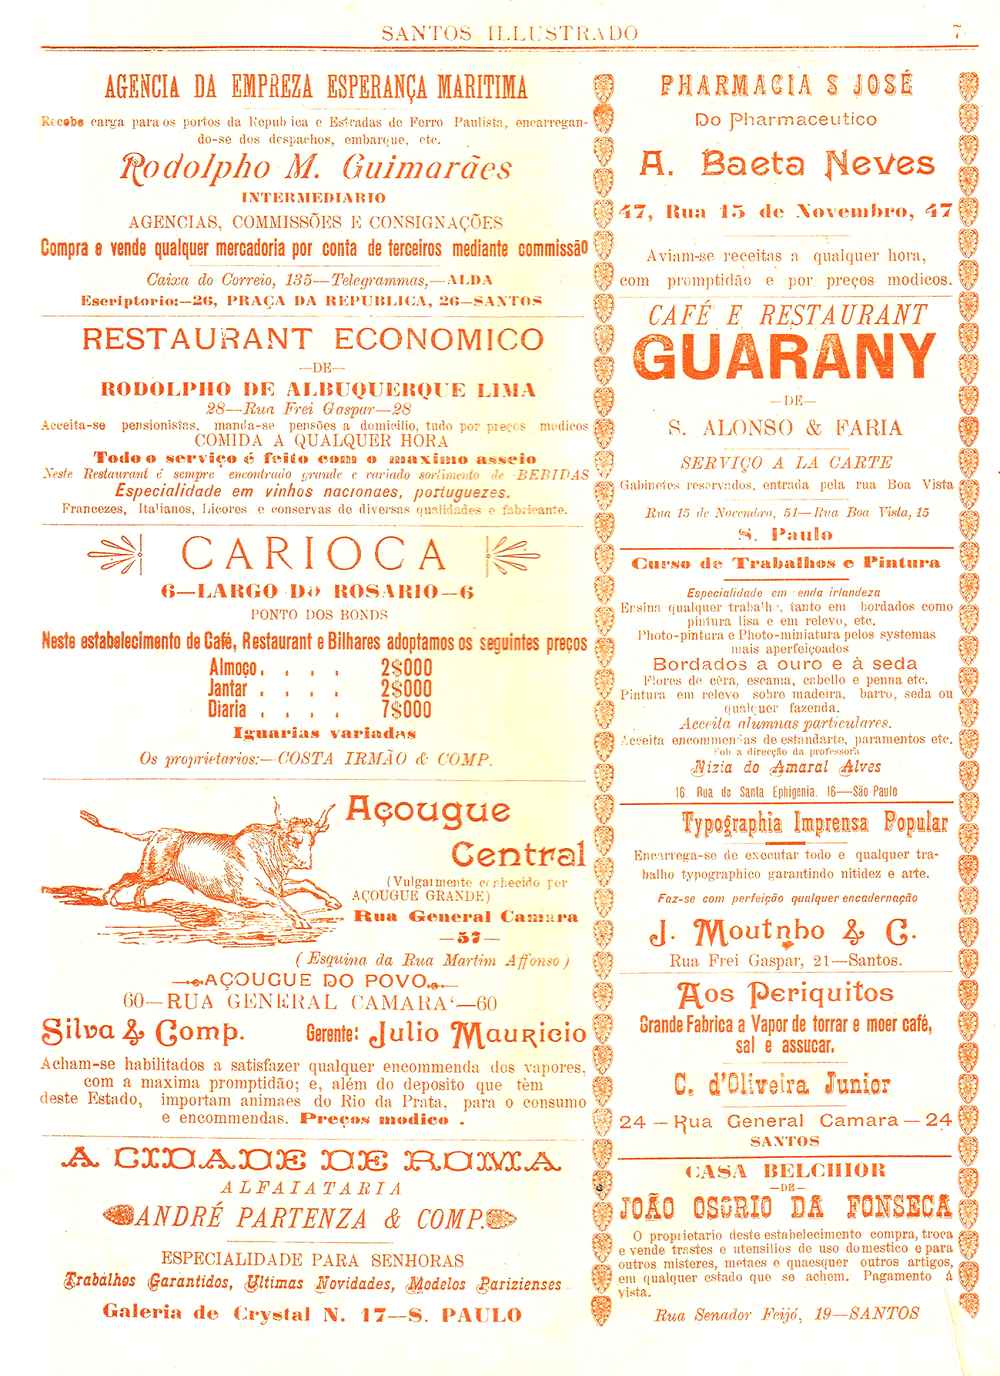 SANTOS ILLUSTRADO 7
AGENCIA DA EMPREZA ESPERANÇA MARITIMA
Recebe carga para os portos da Republica e Estradas de Ferro Paulista, encarregan-
do-se dos despachos, embarque, etc.
Rodolpho M. Guimarães
INTERMEDIARIO
AGENCIAS, COMMISSÕES E CONSIGNAÇÕES
Compra e vende qualquer mercadoria por conta de terceiros mediante commissão
Caixa do Correio, 135—Telegrammas,—ALDA
Escriptorio:—26, PRAÇA DA REPUBLICA, 26—SANTOS
RESTAURANT ECONOMICO
—DE—
RODOLPHO DE ALBUQUERQUE LIMA
28—Rua Frei Gaspar—28
Acceita-se pensionistas, manda-se pensões a domicilio, tudo por preços modicos
COMIDA A QUALQUER HORA
Todo o serviço é feito com o maximo asseio
Neste Restaurant é sempre encontrado grande e variado sortimento de BEBIDAS
Especialidade em vinhos nacionaes, portuguezes.
Francezes, Italianos, Licores e conservas de diversas qualidades e fabricante.
CARIOCA
6—LARGO DO ROSARIO—6
PONTO DOS BONDS
Neste estabelecimento de Café, Restaurant e Bilhares adoptamos os seguintes preços
Almoço. . . . 2$000
Jantar . . . . 2$000
Diaria . . . . 7$000
Iguarias variadas
Os proprietarios:—COSTA IRMÃO & COMP.
Açougue
Central
(Vulgarmente conhecido por
AÇOUGUE GRANDE)
Rua General Camara
—57—
(Esquina da Rua Martim Affonso)
AÇOUGUE DO POVO
60—RUA GENERAL CAMARA—60
Silva & Comp. Gerente: Julio Mauricio
Acham-se habilitados a satisfazer qualquer encommenda dos vapores,
com a maxima promptidão; e, além do deposito que têm
deste Estado, importam animaes do Rio da Prata, para o consumo
e encommendas. Preços modico .
A CIDADE DE ROMA
ALFAIATARIA
ANDRÉ PARTENZA & COMP.
ESPECIALIDADE PARA SENHORAS
Trabalhos Garantidos, Ultimas Novidades, Modelos Parizienses
Galeria de Crystal N. 17—S. PAULO
PHARMACIA S JOSÉ
Do Pharmaceutico
A. Baeta Neves
47, Rua 15 de Novembro, 47
Aviam-se receitas a qualquer hora,
com promptidão e por preços modicos.
CAFÉ E RESTAURANT
GUARANY
—DE—
S. ALONSO & FARIA
SERVIÇO A LA CARTE
Gabinetes reservados, entrada pela rua Boa Vista
Rua 15 de Novembro, 51—Rua Boa Vista, 15
S. Paulo
Curso de Trabalhos e Pintura
Especialidade em enda irlandeza
Ensina qualquer trabalho, tanto em bordados como
pintura lisa e em relevo, etc.
Photo-pintura e Photo-miniatura pelos systemas
mais aperfeiçoados
Bordados a ouro e à seda
Flores de cêra, escama, cabello e penna etc.
Pintura em relevo sobre madeira, barro, seda ou
qualquer fazenda.
Acceita alumnas particulares.
Acceita encommendas de estandarte, paramentos etc.
Sob a direcção da professora
Nizia do Amaral Alves
16 Rua de Santa Ephigenia. 16—São Paulo
Typographia Imprensa Popular
Encarrega-se de executar todo e qualquer tra-
balho typographico garantindo nitidez e arte.
Faz-se com perfeição qualquer encadernação
J. Moutnho & C.
Rua Frei Gaspar, 21—Santos.
Aos Periquitos
Grande Fabrica a Vapor de torrar e moer café,
sal e assucar.
C. d'Oliveira Junior
24—Rua General Camara—24
SANTOS
CASA BELCHIOR
—DE—
JOÃO OSORIO DA FONSECA
O proprietario deste estabelecimento compra, troca
e vende trastes e utensilios de uso domestico e para
outros misteres, metaes e quaesquer outros artigos,
em qualquer estado que se achem. Pagamento á
vista.
Rua Senador Feijó, 19—SANTOS